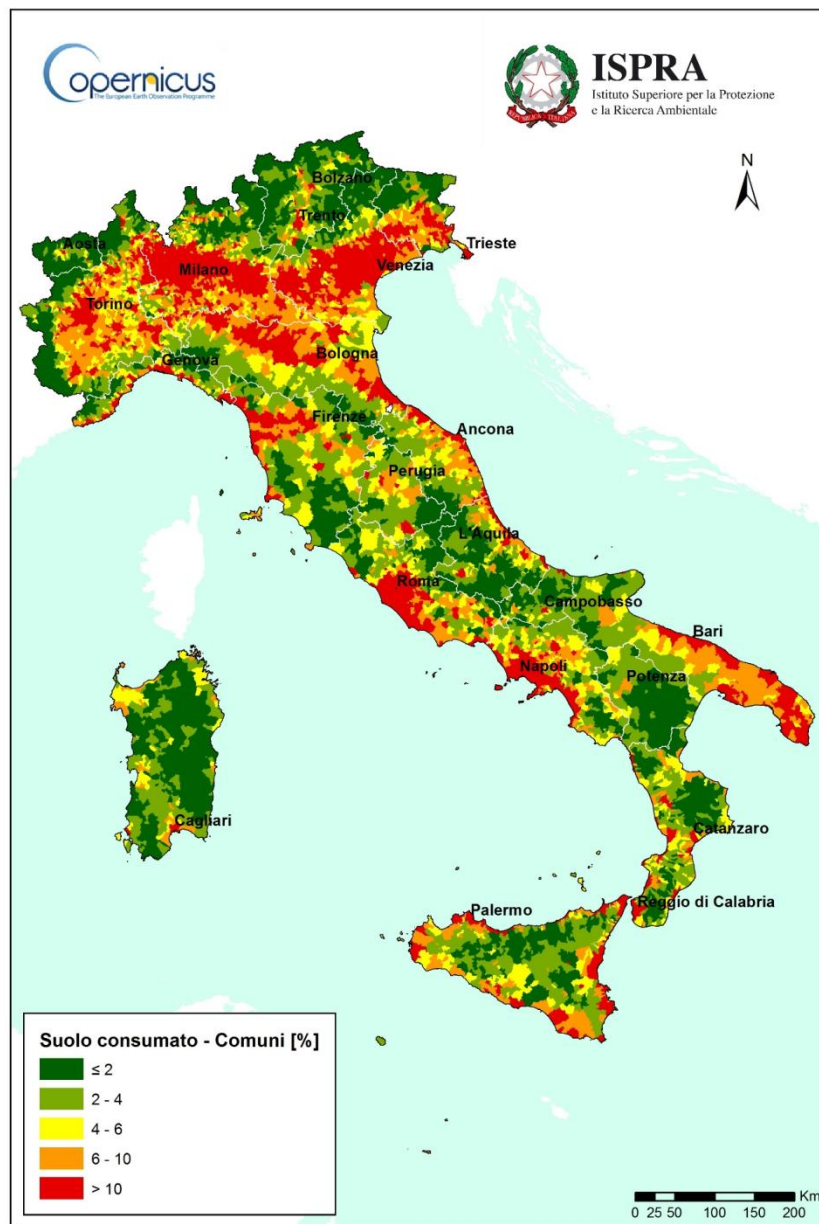 Copernicus
The European Earth Observation Programme
ISPRA
Istituto Superiore per la Protezione
e la Ricerca Ambientale
REPUBBLICA ITALIANA
N
Bolzano
Trento
Aosta
Trieste
Milano
Venezia
Torino
Bologna
Genova
Firenze
Ancona
Perugia
L'Aquila
Roma
Campobasso
Bari
Napoli
Potenza
Cagliari
Catanzaro
Reggio di Calabria
Palermo
Suolo consumato - Comuni [%]
≤ 2
2 - 4
4 - 6
6 - 10
> 10
Km
0 25 50 100 150 200